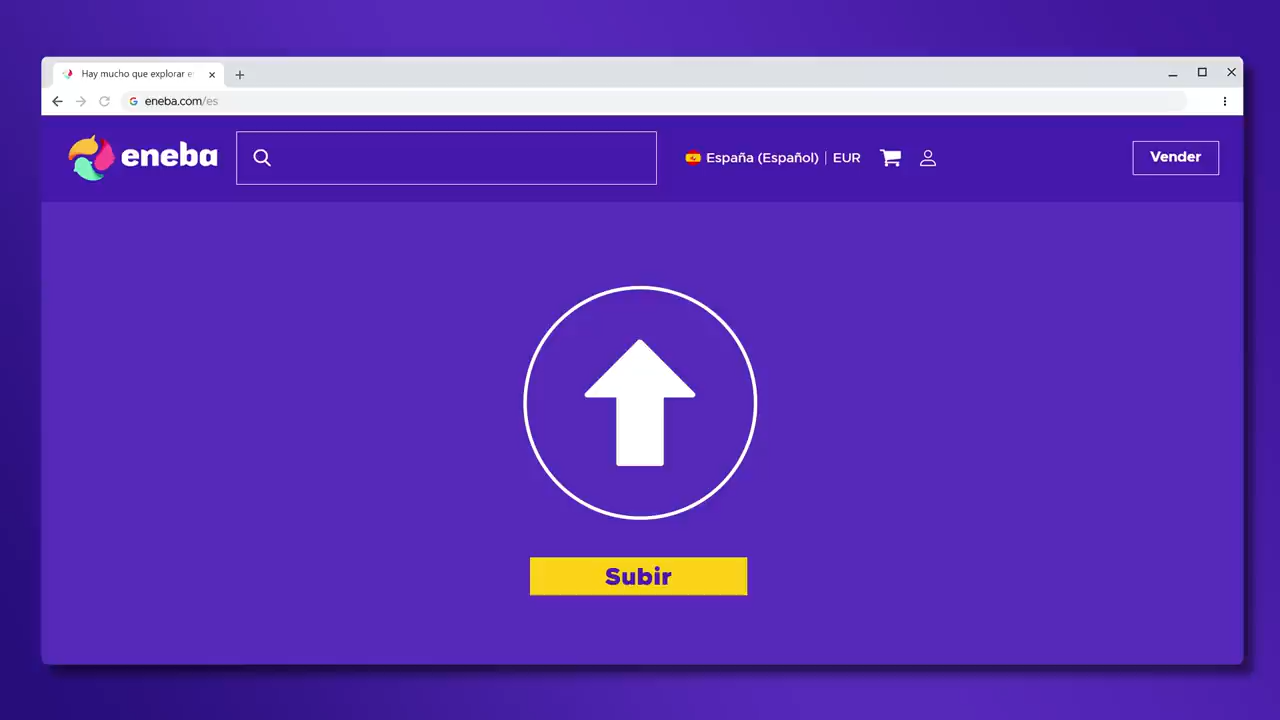 Hay mucho que explorar e
eneba.com/es
eneba
España (Español) | EUR
Vender
Subir